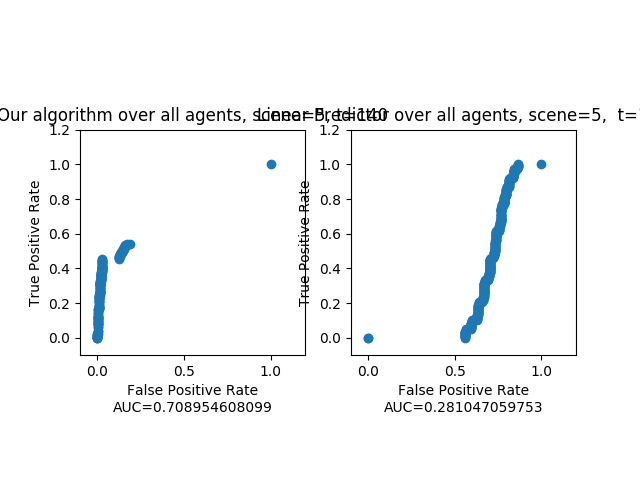 Our algorithm over all agents, scene=5, t=140
Linear Predictor over all agents, scene=5, t=
1.2
1.0
0.8
0.6
0.4
0.2
0.0
True Positive Rate
0.0 0.5 1.0
False Positive Rate
AUC=0.708954608099
1.2
1.0
0.8
0.6
0.4
0.2
0.0
True Positive Rate
0.0 0.5 1.0
False Positive Rate
AUC=0.281047059753